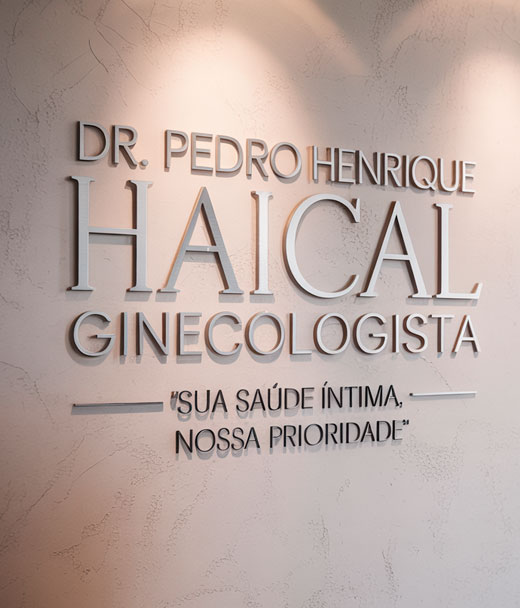 DR. PEDRO HENRIQUE
HAICAL
GINECOLOGISTA
"SUA SAÚDE ÍNTIMA,
NOSSA PRIORIDADE"